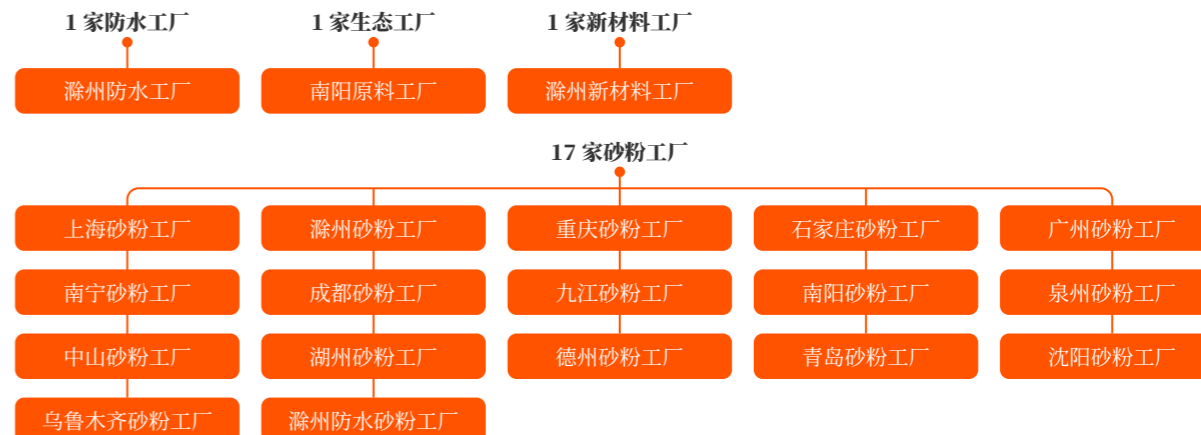 1 家防水工厂 1 家生态工厂 1 家新材料工厂
滁州防水工厂 南阳原料工厂 滁州新材料工厂
17 家砂粉工厂
上海砂粉工厂 滁州砂粉工厂 重庆砂粉工厂 石家庄砂粉工厂 广州砂粉工厂
南宁砂粉工厂 成都砂粉工厂 九江砂粉工厂 南阳砂粉工厂 泉州砂粉工厂
中山砂粉工厂 湖州砂粉工厂 德州砂粉工厂 青岛砂粉工厂 沈阳砂粉工厂
乌鲁木齐砂粉工厂 滁州防水砂粉工厂